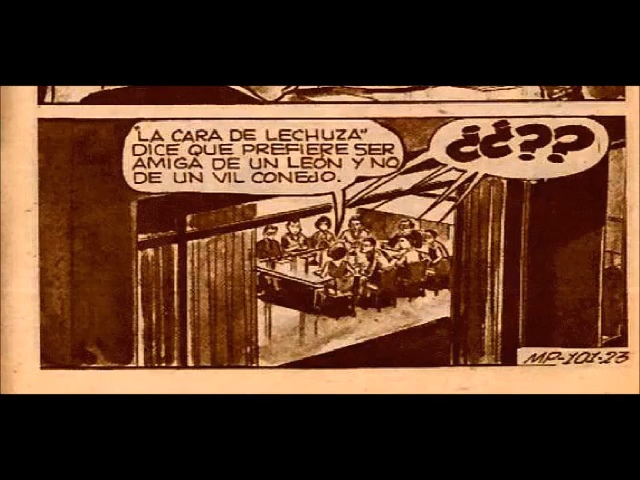 "LA CARA DE LECHUZA"
DICE QUE PREFIERE SER
AMIGA DE UN LEÓN Y NO
DE UN VIL CONEJO.
¿¿??
MP-101-23